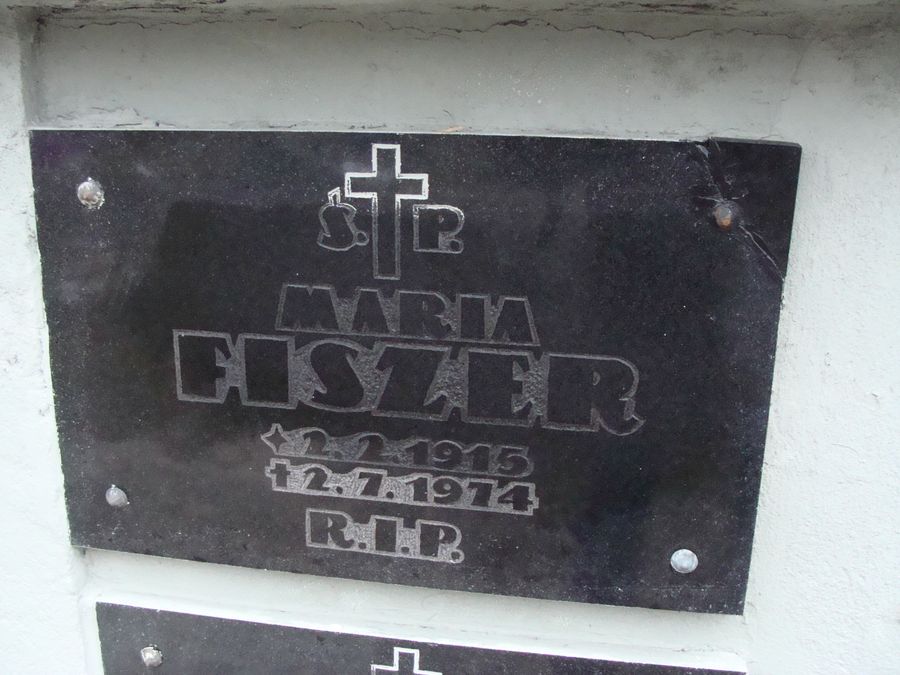 Ś. P.
MARIA
FISZER
2.2.1915
2.7.1974
R.I.P.